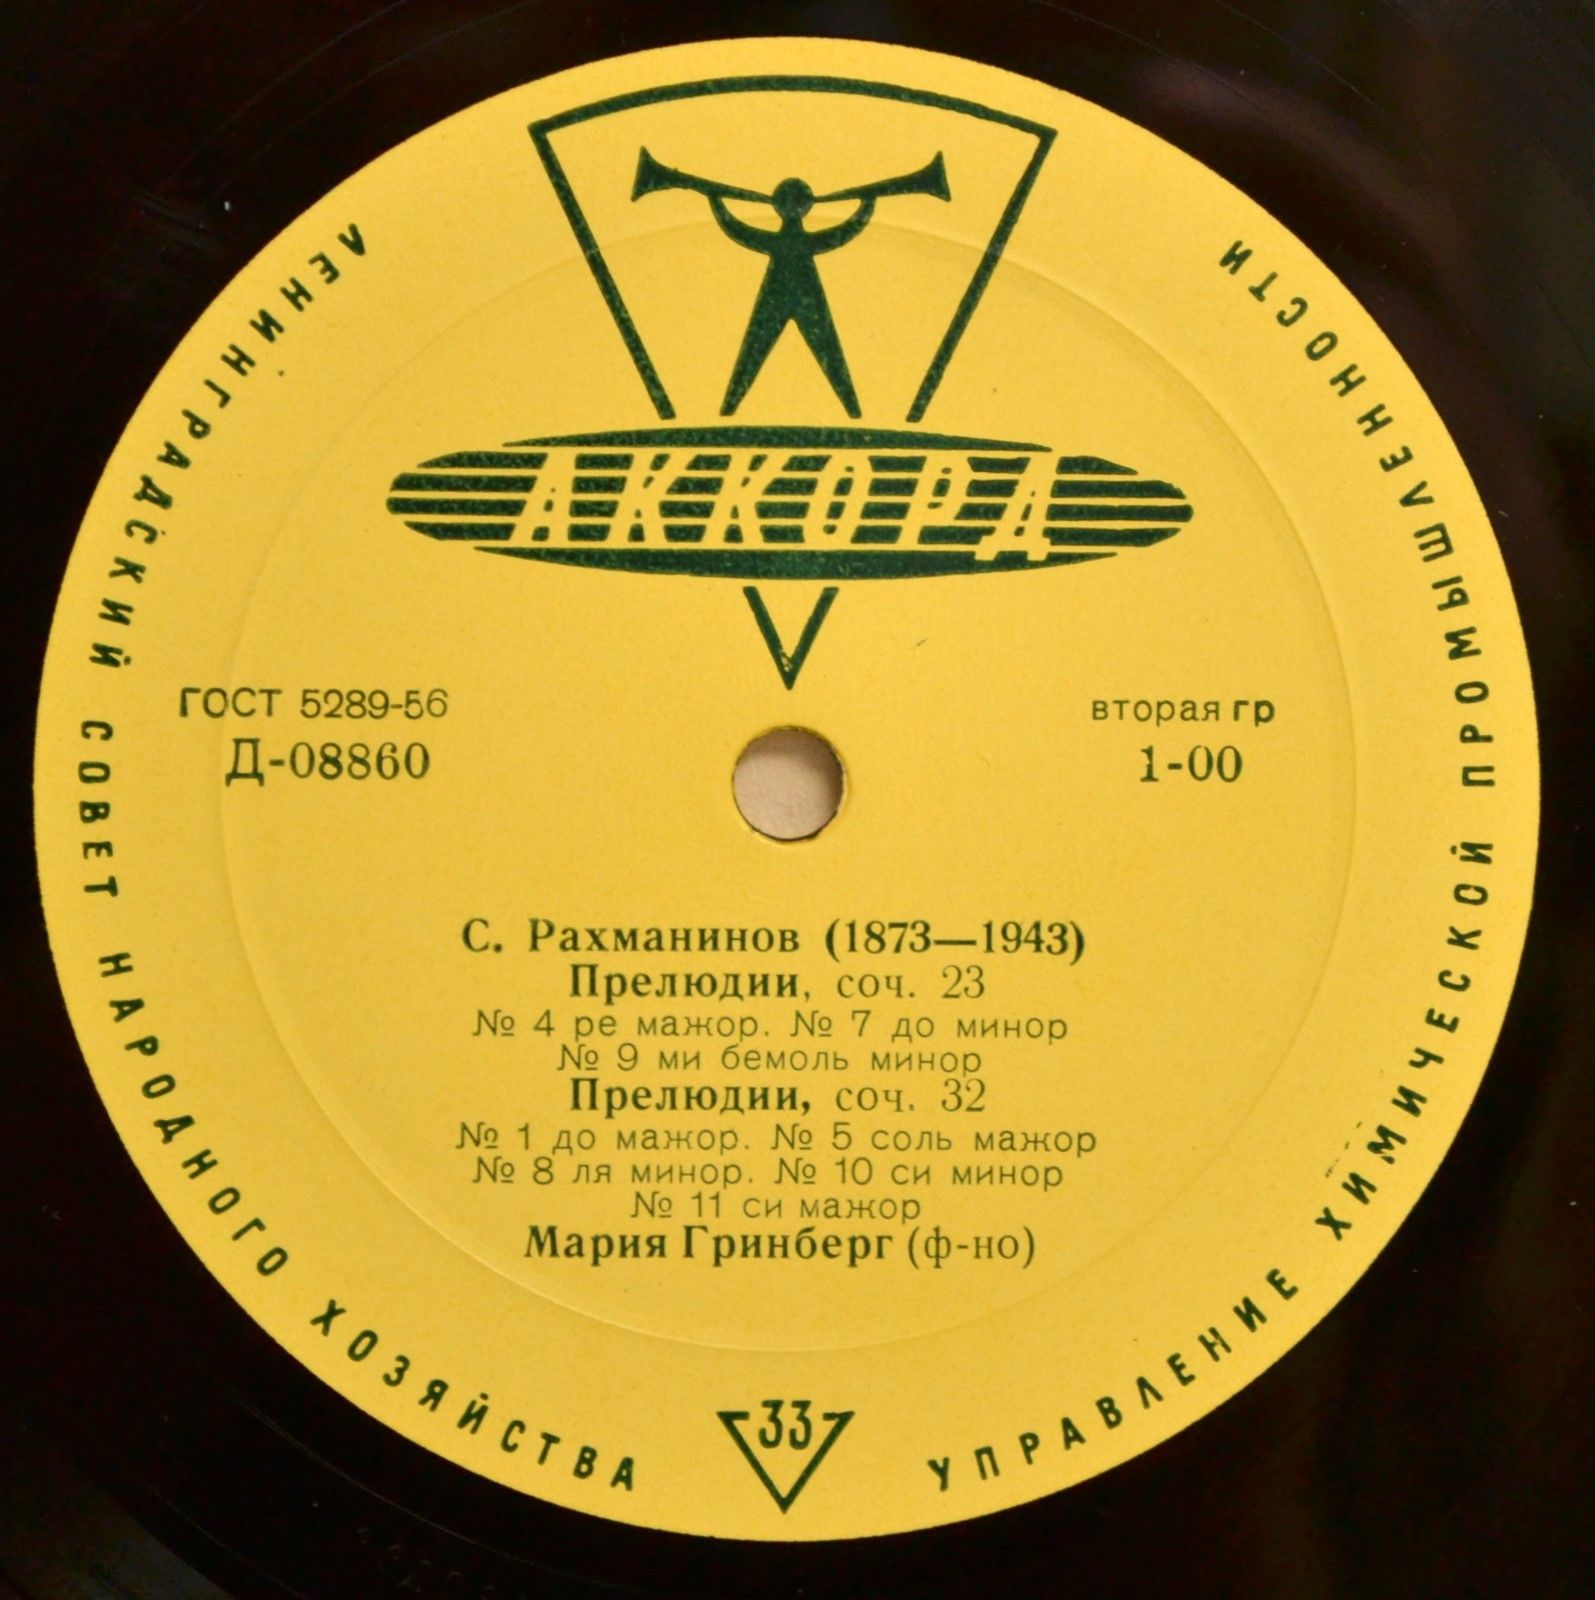 АККОРД
ЛЕНИНГРАДСКИЙ СОВЕТ НАРОДНОГО ХОЗЯЙСТВА
УПРАВЛЕНИЕ ХИМИЧЕСКОЙ ПРОМЫШЛЕННОСТИ
ГОСТ 5289-56
Д-08860
вторая гр
1-00
С. Рахманинов (1873—1943)
Прелюдии, соч. 23
№ 4 ре мажор. № 7 до минор
№ 9 ми бемоль минор
Прелюдии, соч. 32
№ 1 до мажор. № 5 соль мажор
№ 8 ля минор. № 10 си минор
№ 11 си мажор
Мария Гринберг (ф-но)
33